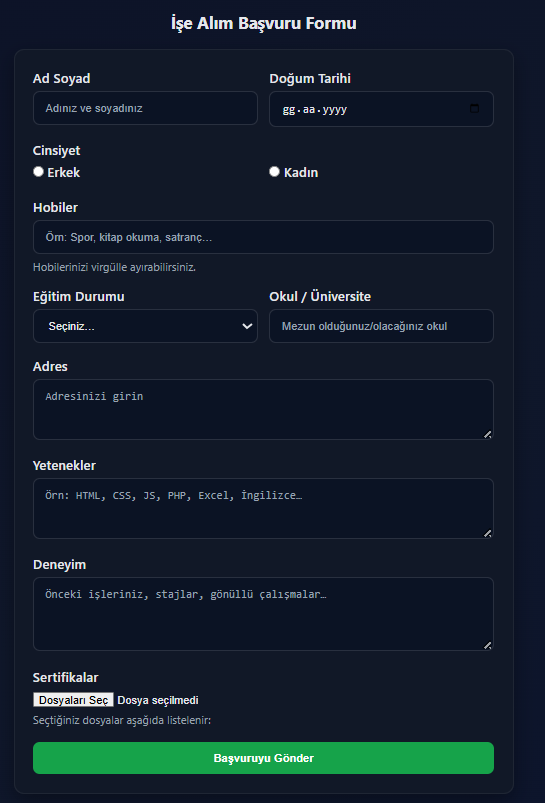 İşe Alım Başvuru Formu
Ad Soyad
Doğum Tarihi
Adınız ve soyadınız
gg.aa.yyyy
Cinsiyet
Erkek
Kadın
Hobiler
Örn: Spor, kitap okuma, satranç…
Hobilerinizi virgülle ayırabilirsiniz.
Eğitim Durumu
Okul / Üniversite
Seçiniz...
Mezun olduğunuz/olacağınız okul
Adres
Adresinizi girin
Yetenekler
Örn: HTML, CSS, JS, PHP, Excel, İngilizce…
Deneyim
Önceki işleriniz, stajlar, gönüllü çalışmalar…
Sertifikalar
Dosyaları Seç Dosya seçilmedi
Seçtiğiniz dosyalar aşağıda listelenir:
Başvuruyu Gönder